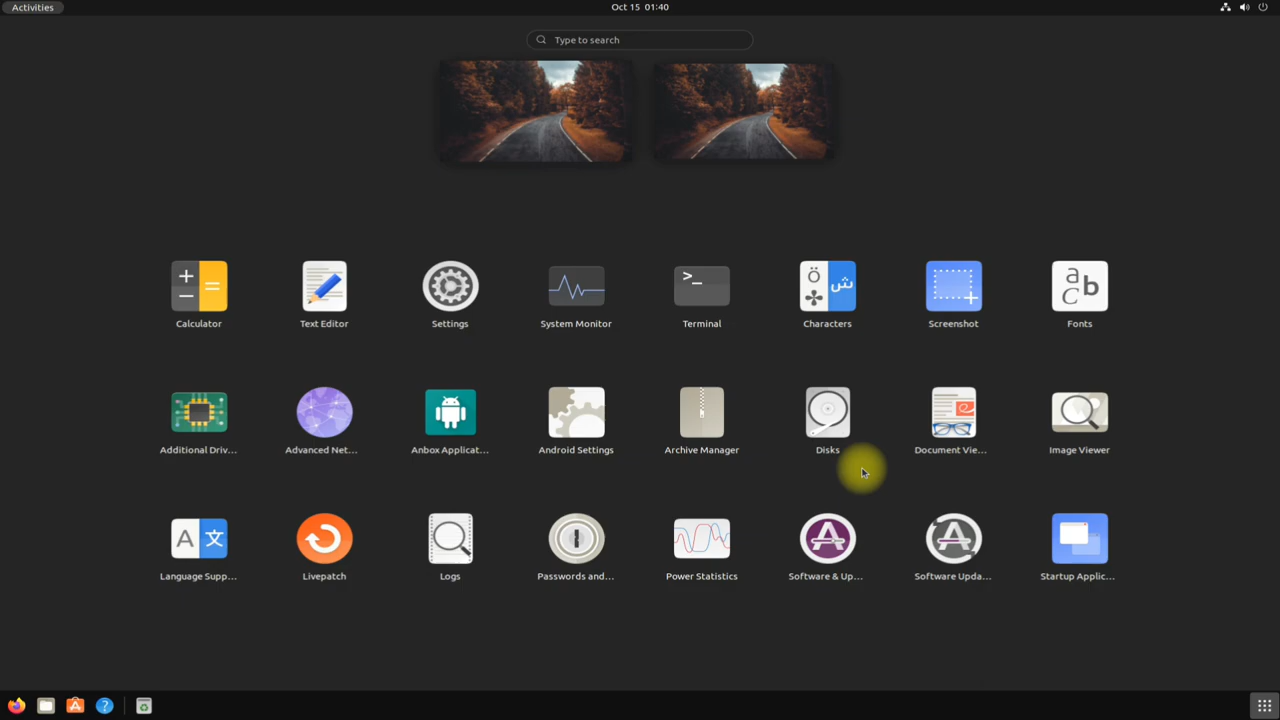 Activities
Oct 15 01:40
Type to search
Calculator
Text Editor
Settings
System Monitor
Terminal
Characters
Screenshot
Fonts
Additional Driv...
Advanced Net...
Anbox Applicat...
Android Settings
Archive Manager
Disks
Document Vie...
Image Viewer
Language Supp...
Livepatch
Logs
Passwords and...
Power Statistics
Software & Up...
Software Upda...
Startup Applic...